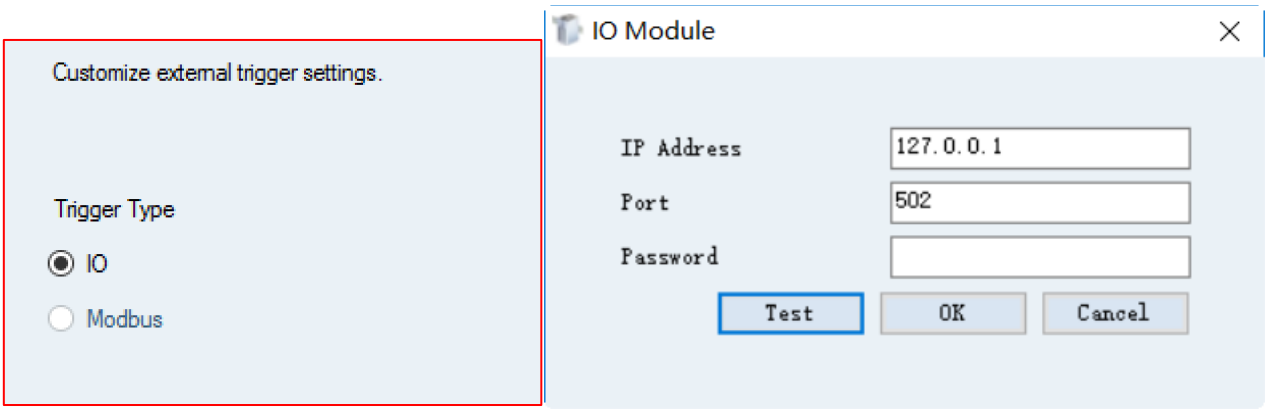 Customize external trigger settings.
Trigger Type
IO
Modbus
IO Module
IP Address
127.0.0.1
Port
502
Password
Test
OK
Cancel